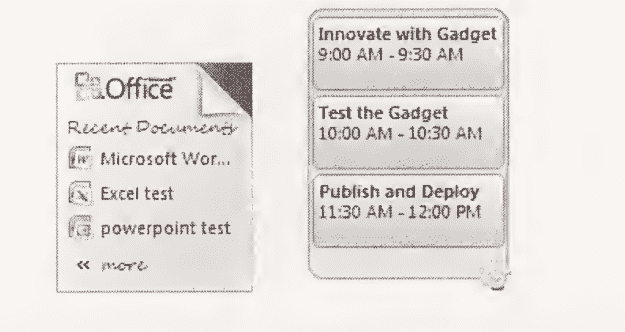 Office
Recent Documents
Microsoft Wor...
Excel test
powerpoint test
« more
Innovate with Gadget
9:00 AM - 9:30 AM
Test the Gadget
10:00 AM - 10:30 AM
Publish and Deploy
11:30 AM - 12:00 PM